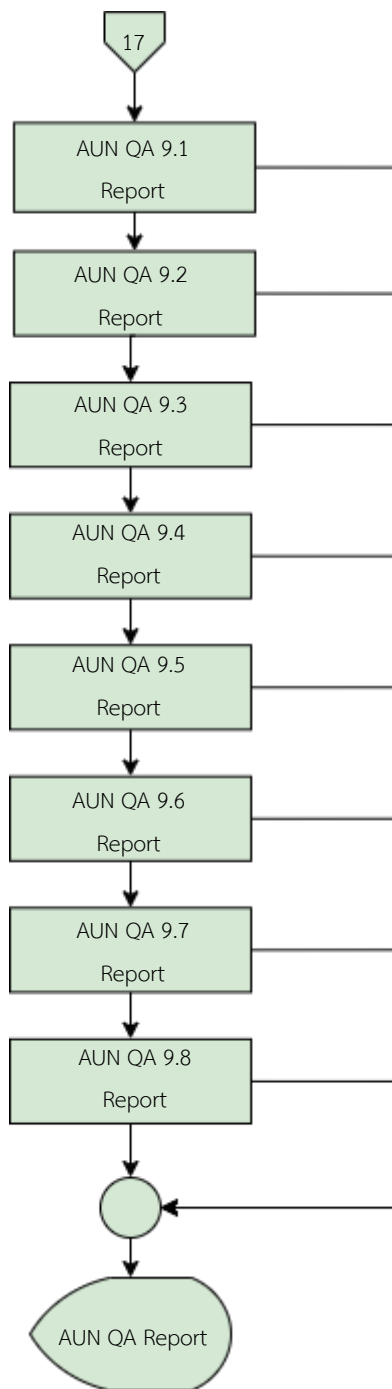 17
AUN QA 9.1
Report
AUN QA 9.2
Report
AUN QA 9.3
Report
AUN QA 9.4
Report
AUN QA 9.5
Report
AUN QA 9.6
Report
AUN QA 9.7
Report
AUN QA 9.8
Report
AUN QA Report